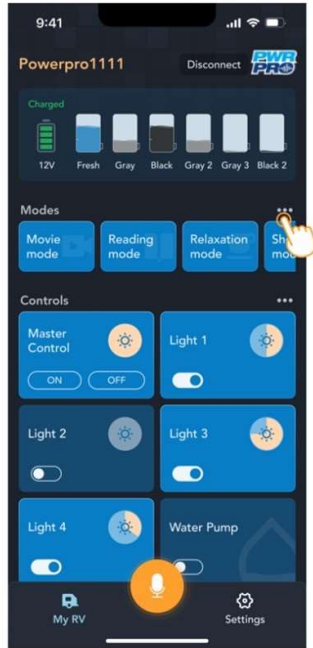 9:41
Powerpro1111
Disconnect
PWR
PRO
Charged
12V Fresh Gray Black Gray 2 Gray 3 Black 2
Modes
Movie mode
Reading mode
Relaxation mode
Controls
Master Control
ON OFF
Light 1
Light 2
Light 3
Light 4
Water Pump
My RV
Settings